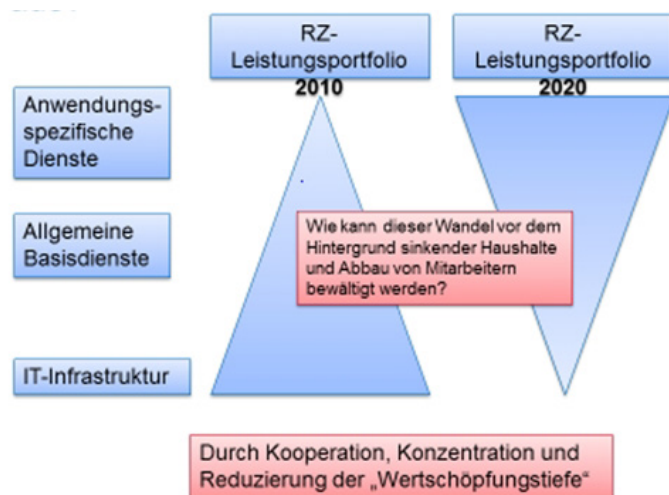 RZ-
Leistungsportfolio
2010
RZ-
Leistungsportfolio
2020
Anwendungs-
spezifische
Dienste
Allgemeine
Basisdienste
Wie kann dieser Wandel vor dem
Hintergrund sinkender Haushalte
und Abbau von Mitarbeitern
bewältigt werden?
IT-Infrastruktur
Durch Kooperation, Konzentration und
Reduzierung der „Wertschöpfungstiefe“